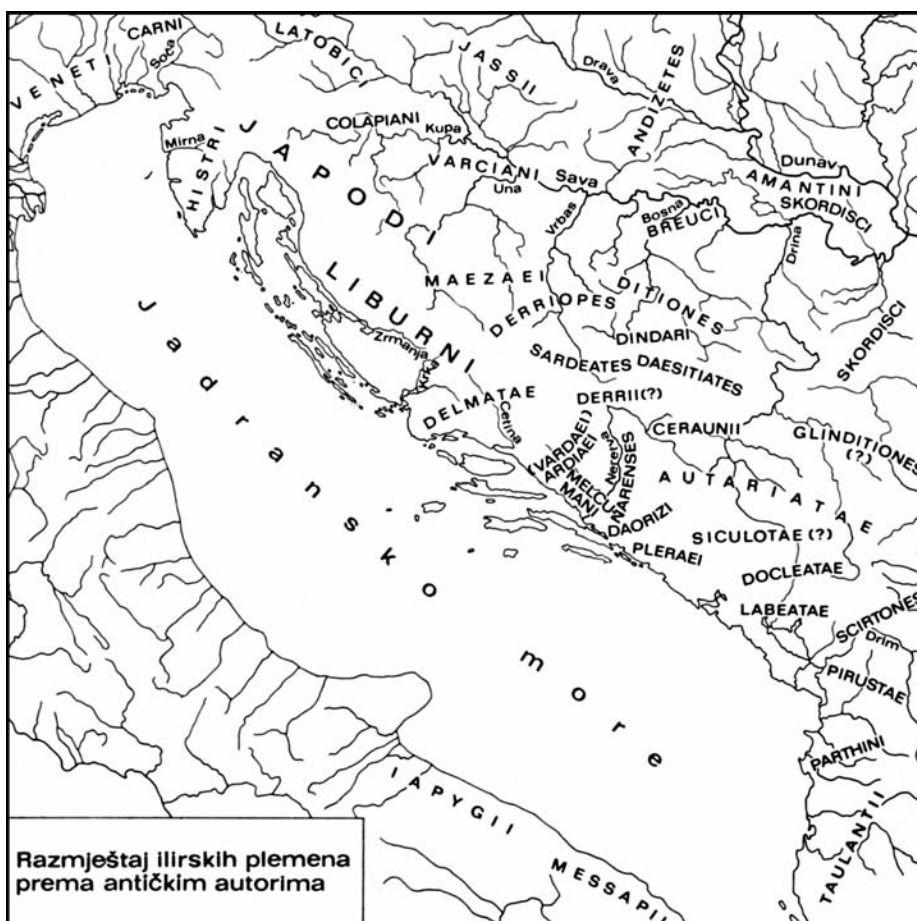 CARNI
VENETI
Soča
LATOBICI
JASSII
Drava
ANDIZETES
Mirna
HISTRI
JAPODI
COLAPIANI
Kupa
VARCIANI
Sava
Una
Dunav
AMANTINI
SKORDISCI
Vrbas
Bosna
BREUCI
Drina
MAEZAEI
LIBURNI
DERRIOPES
DITIONES
DINDARI
SKORDISCI
Zrmanja
Krka
SARDEATES
DAESITIATES
DELMATAE
Cetina
DERRII(?)
CERAUNII
GLINDITIONES
(?)
(VARDAEI)
ARDIAEI
Neretva
NARENSES
MELCU
MANI
AUTARIATAE
DAORIZI
PLERAEI
SICULOTAE(?)
DOCLEATAE
LABEATAE
SCIRTONES
Drim
PIRUSTAE
PARTHINI
TAULANTII
Jadransko more
IAPYGII
MESSAPII
Razmještaj ilirskih plemena
prema antičkim autorima